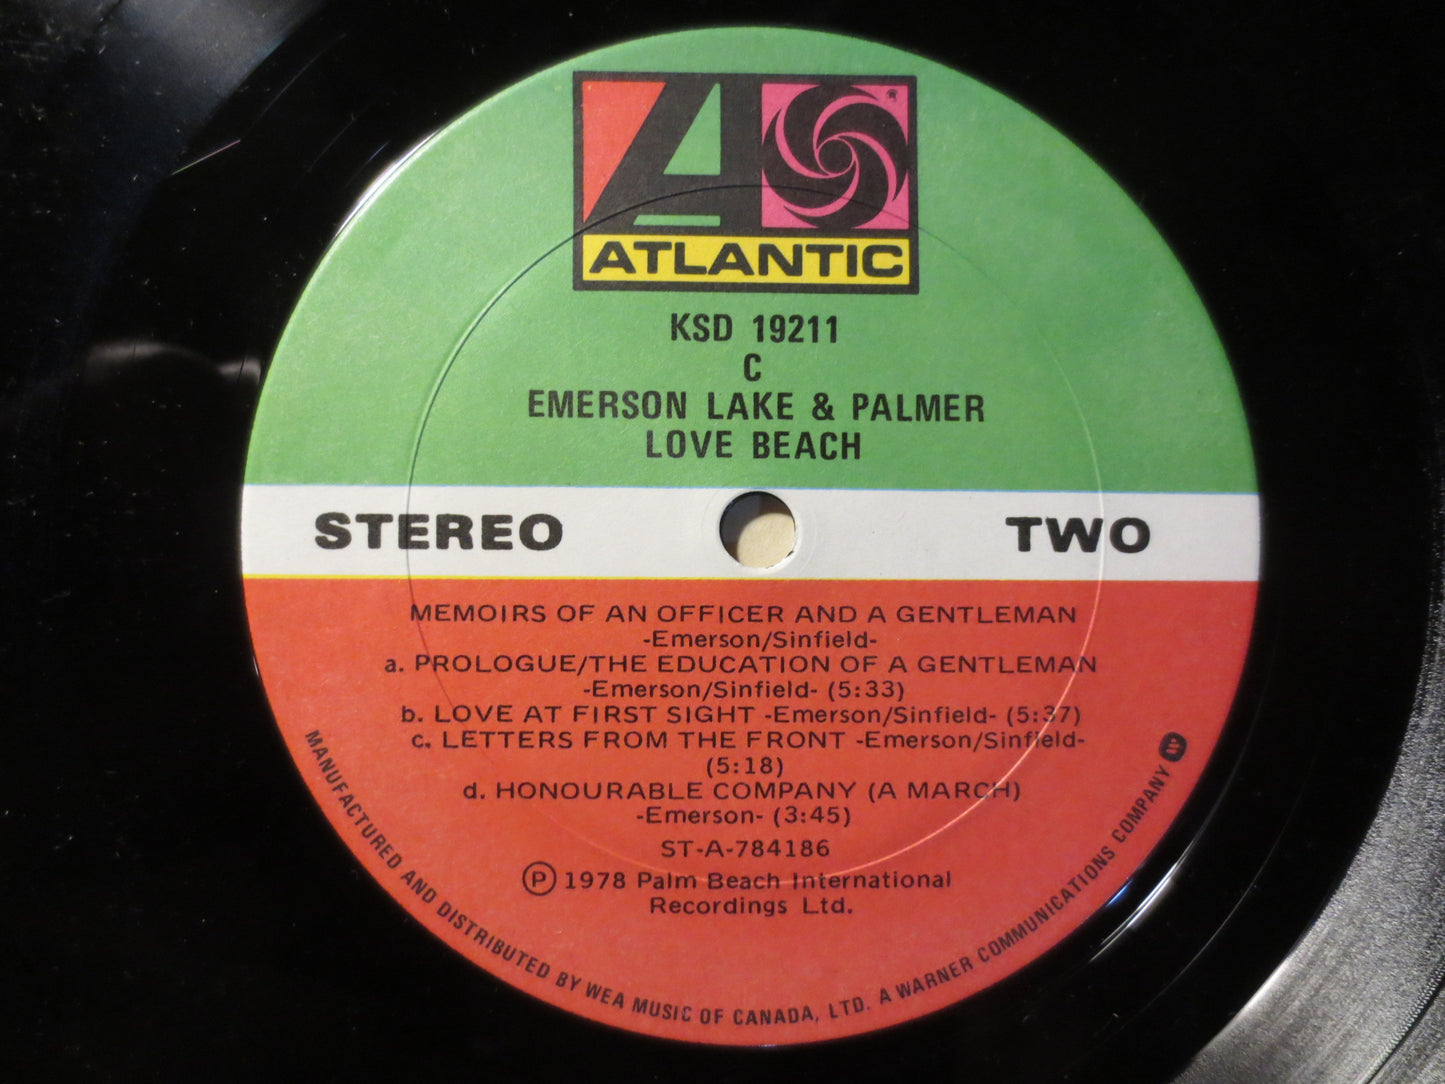 ATLANTIC
KSD 19211
C
EMERSON LAKE & PALMER
LOVE BEACH
STEREO TWO
MEMOIRS OF AN OFFICER AND A GENTLEMAN
-Emerson/Sinfield-
a. PROLOGUE/THE EDUCATION OF A GENTLEMAN
-Emerson/Sinfield- (5:33)
b. LOVE AT FIRST SIGHT -Emerson/Sinfield- (5:37)
c. LETTERS FROM THE FRONT -Emerson/Sinfield-
(5:18)
d. HONOURABLE COMPANY (A MARCH)
-Emerson- (3:45)
ST-A-784186
Ⓟ 1978 Palm Beach International
Recordings Ltd.
MANUFACTURED AND DISTRIBUTED BY WEA MUSIC OF CANADA, LTD. A WARNER COMMUNICATIONS COMPANY